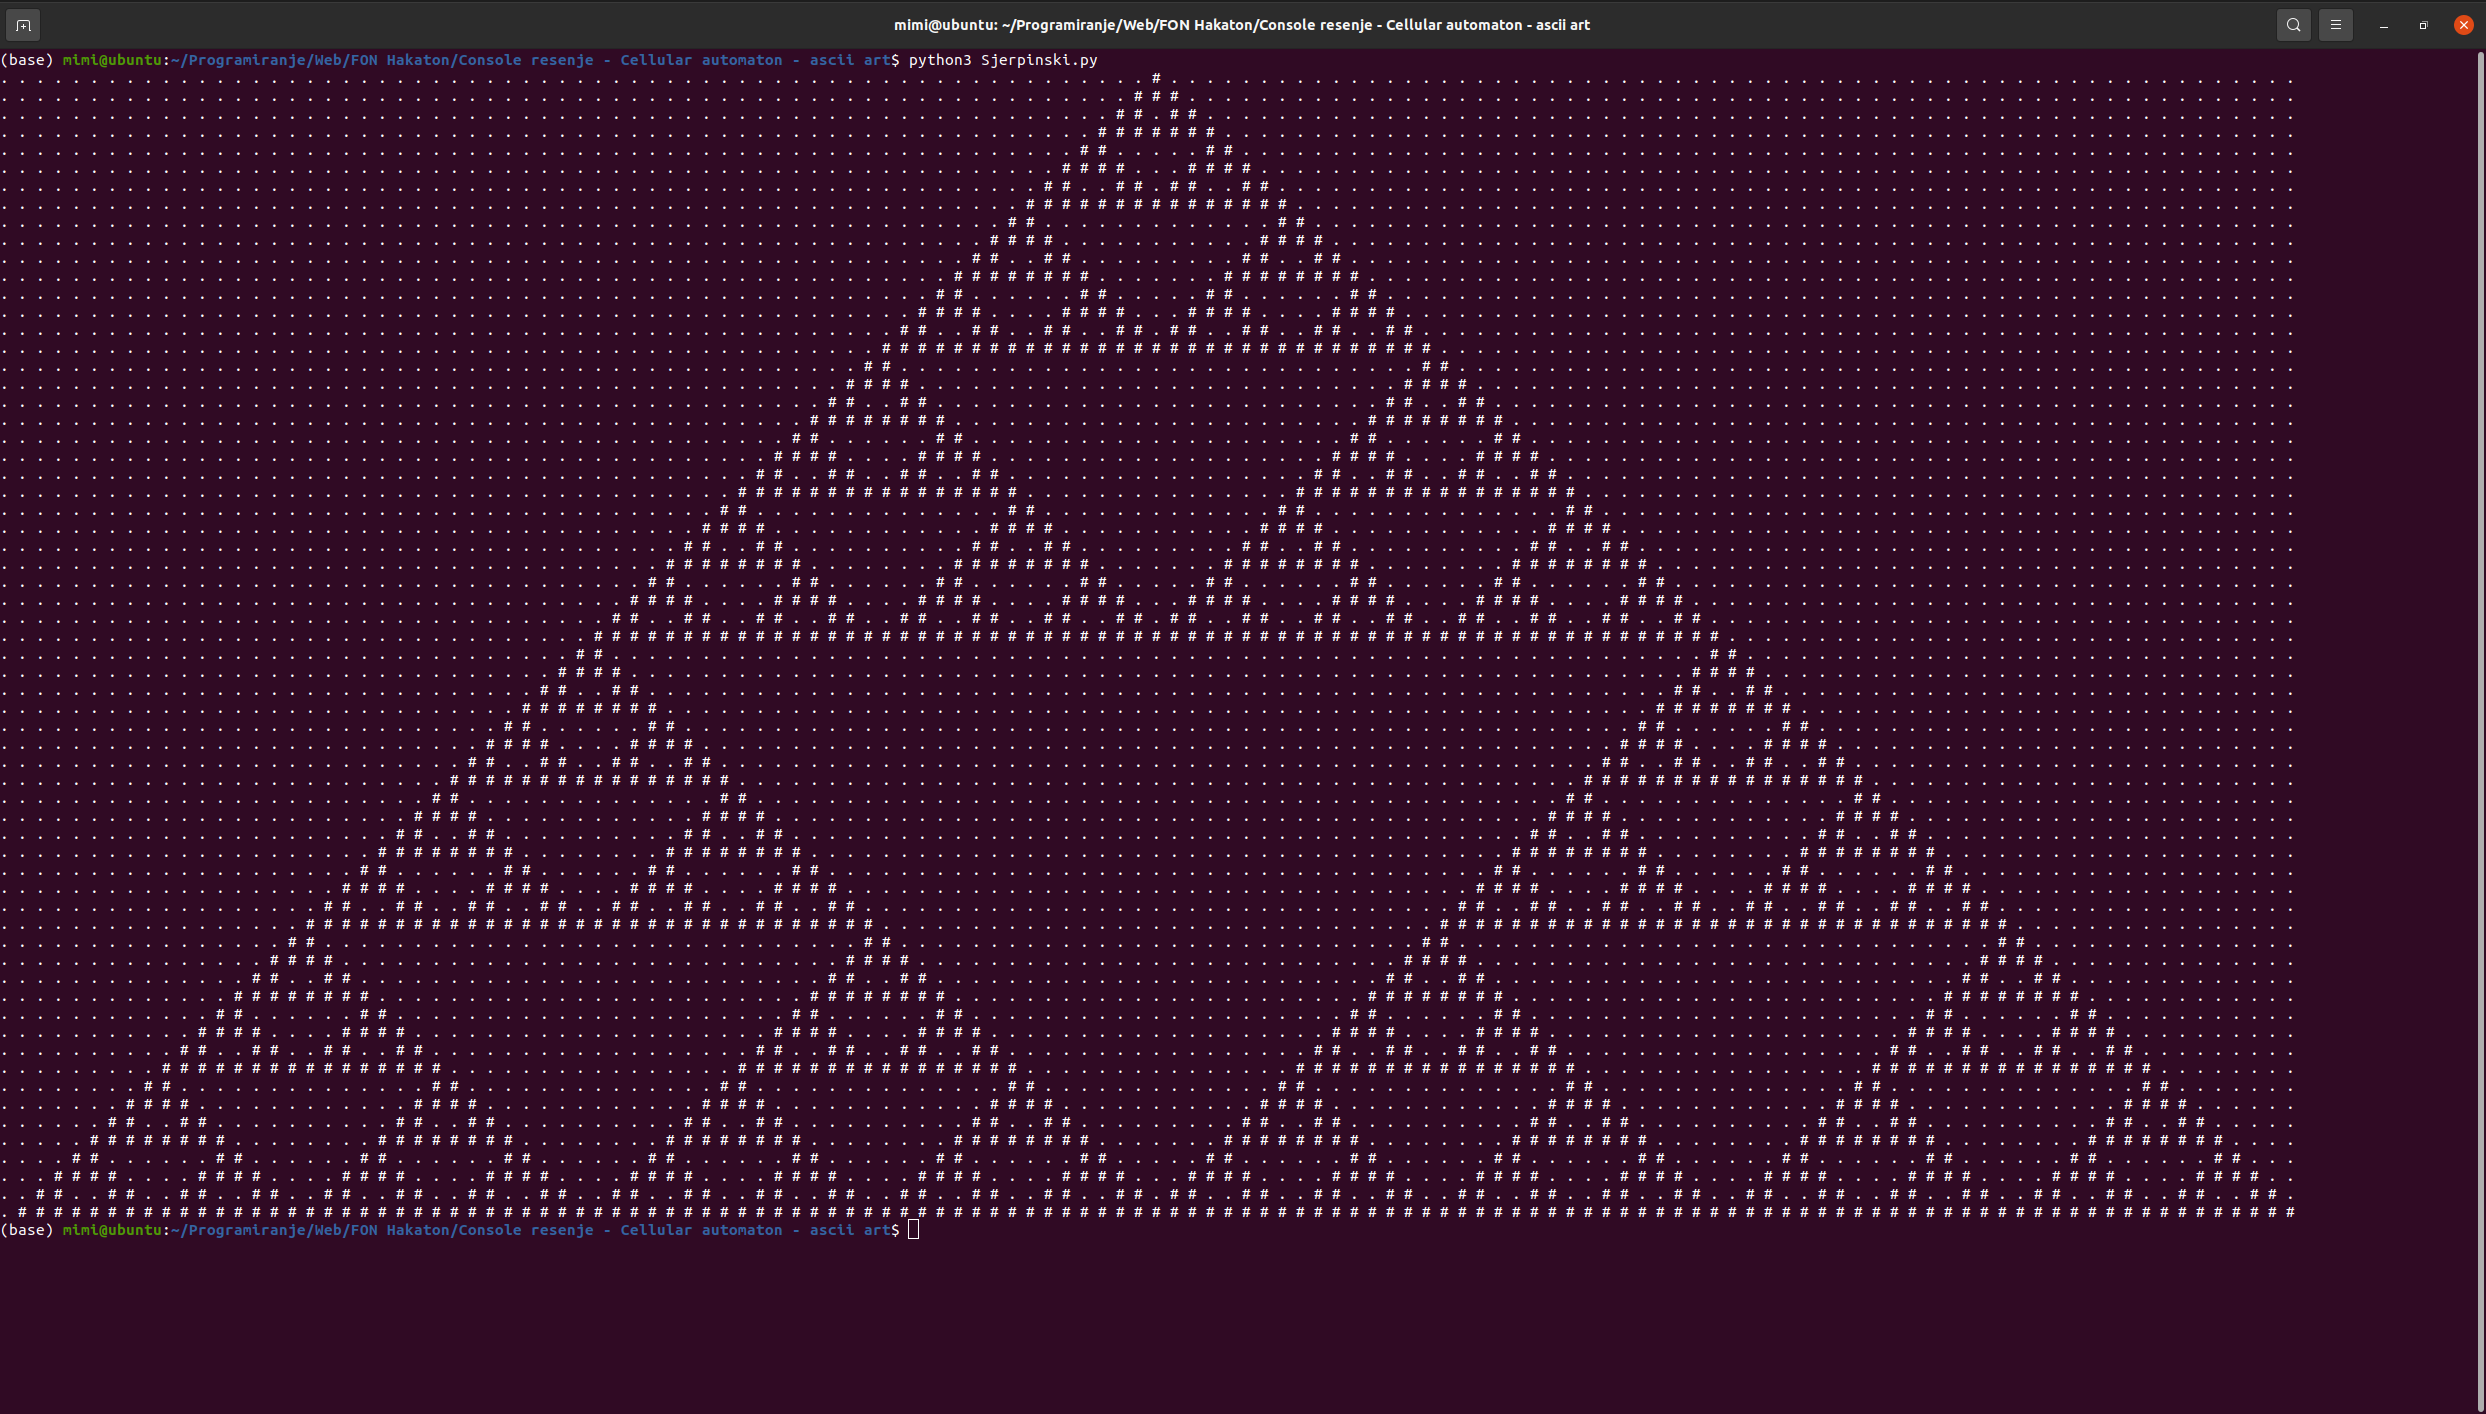 mimi@ubuntu: ~/Programiranje/Web/FON Hakaton/Console resenje - Cellular automaton - ascii art
(base) mimi@ubuntu:~/Programiranje/Web/FON Hakaton/Console resenje - Cellular automaton - ascii art$ python3 Sjerpinski.py
(base) mimi@ubuntu:~/Programiranje/Web/FON Hakaton/Console resenje - Cellular automaton - ascii art$